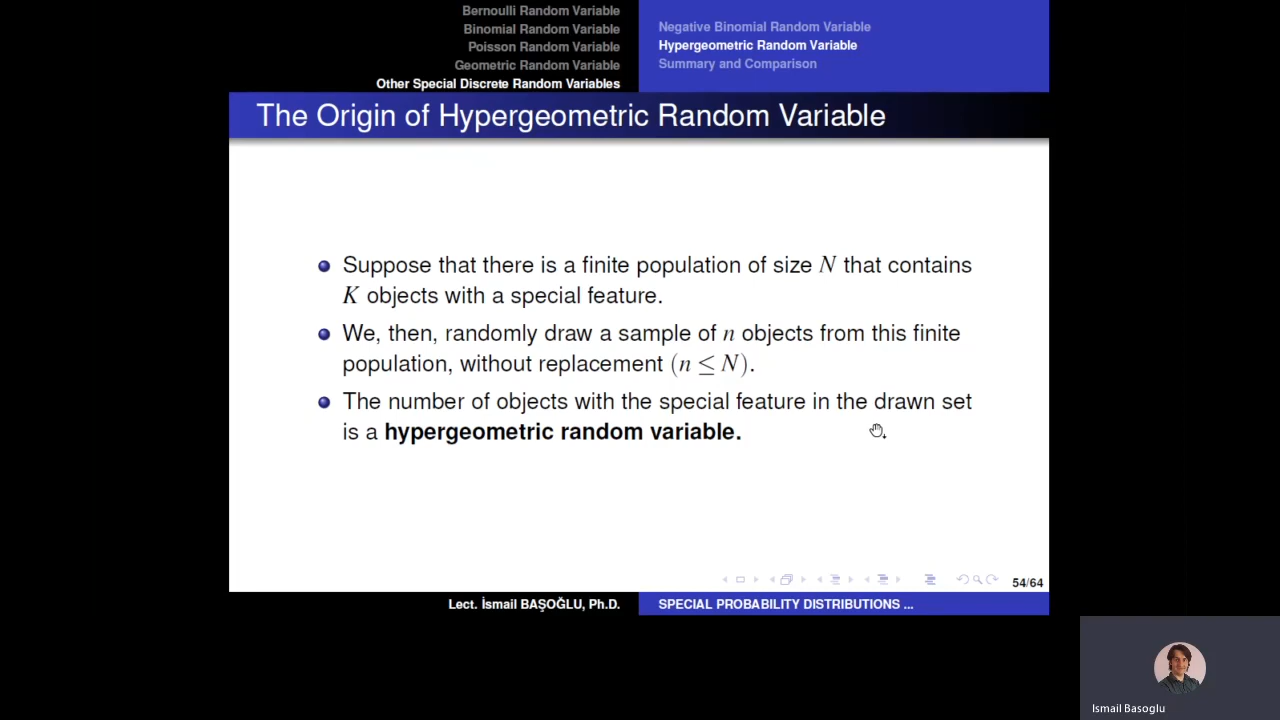 Bernoulli Random Variable
Binomial Random Variable
Poisson Random Variable
Geometric Random Variable
Other Special Discrete Random Variables
Negative Binomial Random Variable
Hypergeometric Random Variable
Summary and Comparison
The Origin of Hypergeometric Random Variable
Suppose that there is a finite population of size N that contains
K objects with a special feature.
We, then, randomly draw a sample of n objects from this finite
population, without replacement (n ≤ N).
The number of objects with the special feature in the drawn set
is a hypergeometric random variable.
54/64
Lect. İsmail BAŞOĞLU, Ph.D.
SPECIAL PROBABILITY DISTRIBUTIONS ...
Ismail Basoglu